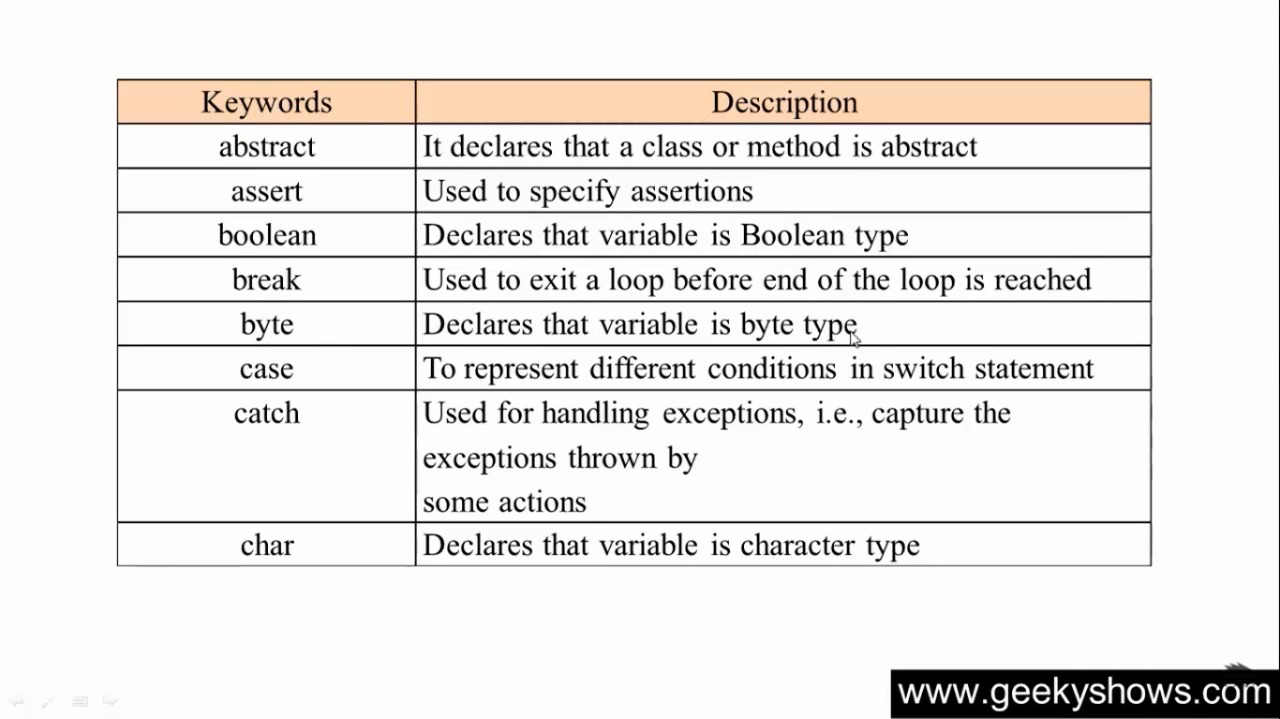 Keywords Description
abstract It declares that a class or method is abstract
assert Used to specify assertions
boolean Declares that variable is Boolean type
break Used to exit a loop before end of the loop is reached
byte Declares that variable is byte type
case To represent different conditions in switch statement
catch Used for handling exceptions, i.e., capture the
exceptions thrown by
some actions
char Declares that variable is character type
www.geekyshows.com